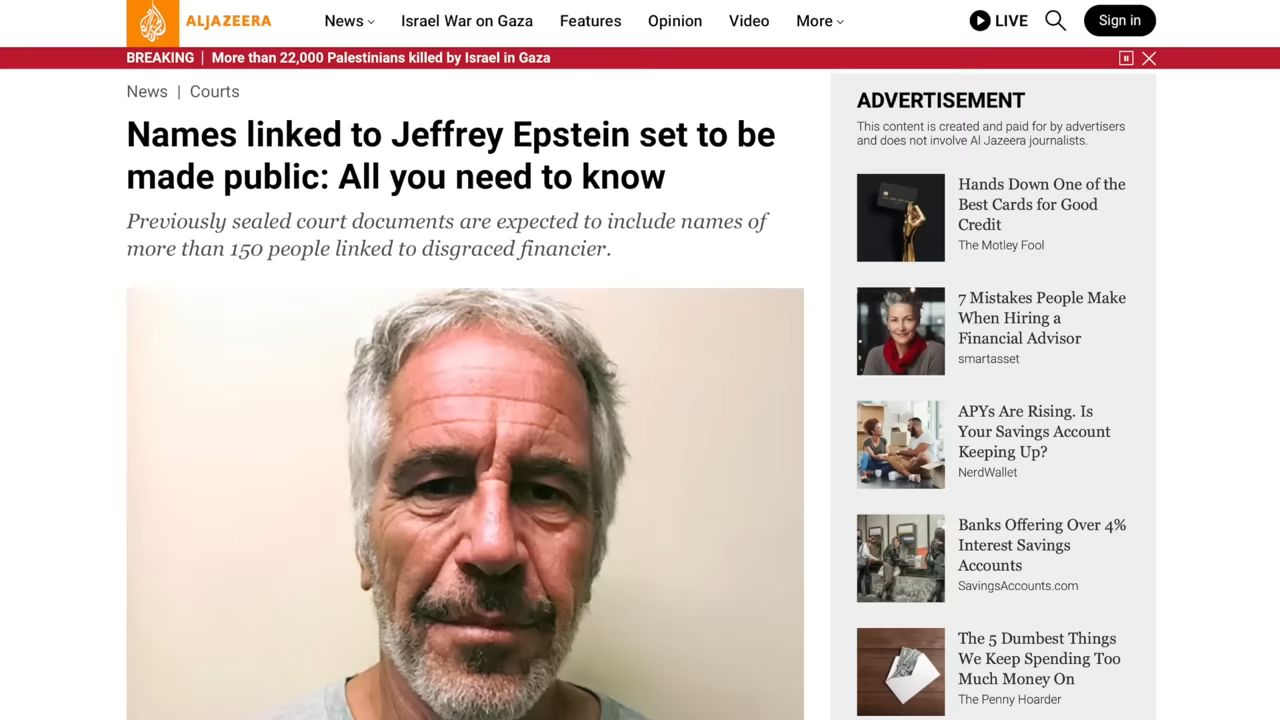 ALJAZEERA
News
Israel War on Gaza
Features
Opinion
Video
More
LIVE
Sign in
BREAKING | More than 22,000 Palestinians killed by Israel in Gaza
News | Courts
Names linked to Jeffrey Epstein set to be
made public: All you need to know
Previously sealed court documents are expected to include names of
more than 150 people linked to disgraced financier.
ADVERTISEMENT
This content is created and paid for by advertisers
and does not involve Al Jazeera journalists.
Hands Down One of the
Best Cards for Good
Credit
The Motley Fool
7 Mistakes People Make
When Hiring a
Financial Advisor
smartasset
APYs Are Rising. Is
Your Savings Account
Keeping Up?
NerdWallet
Banks Offering Over 4%
Interest Savings
Accounts
SavingsAccounts.com
The 5 Dumbest Things
We Keep Spending Too
Much Money On
The Penny Hoarder